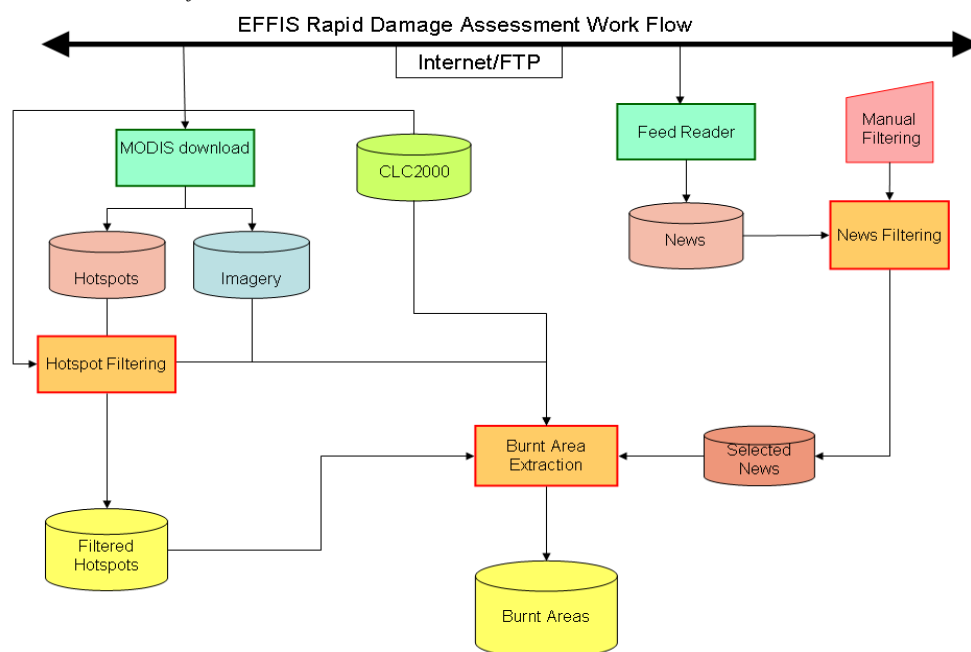 EFFIS Rapid Damage Assessment Work Flow
Internet/FTP
MODIS download
CLC2000
Feed Reader
Manual
Filtering
Hotspots
Imagery
News
News Filtering
Hotspot Filtering
Burnt Area
Extraction
Selected
News
Filtered
Hotspots
Burnt Areas